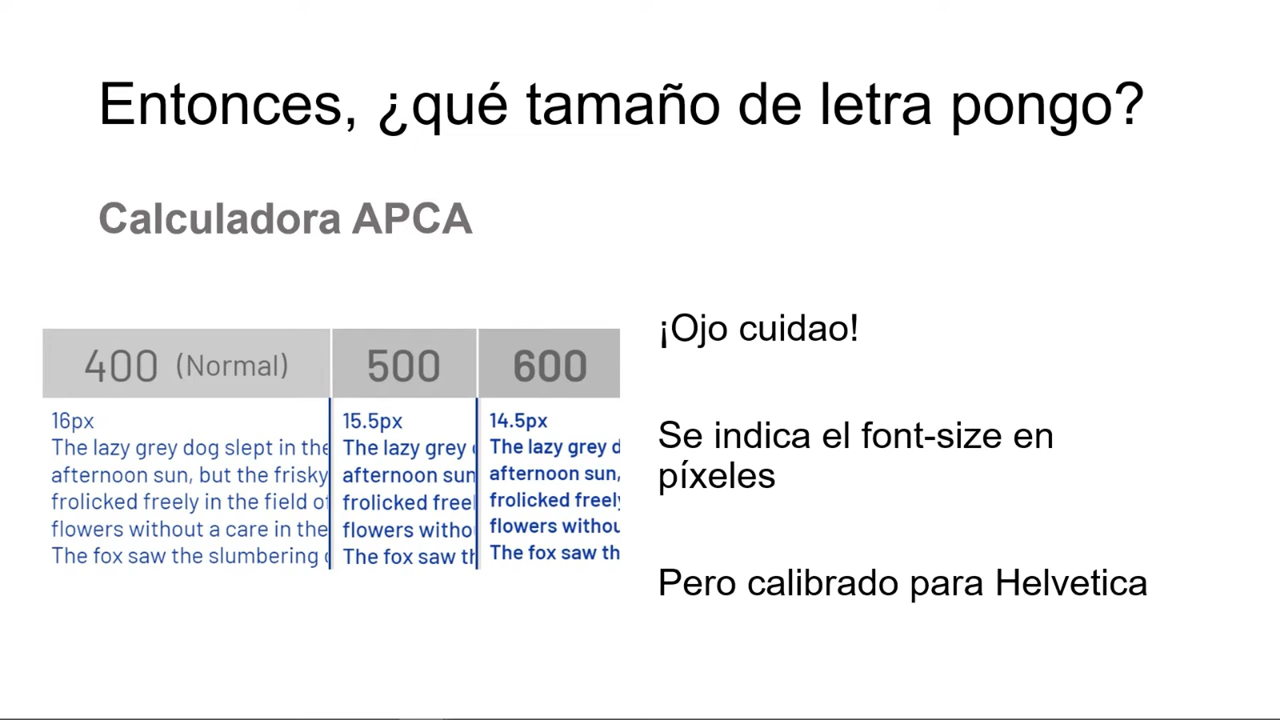 Entonces, ¿qué tamaño de letra pongo?
Calculadora APCA
400 (Normal)
500
600
16px
The lazy grey dog slept in the
afternoon sun, but the frisky
frolicked freely in the field of
flowers without a care in the
The fox saw the slumbering
15.5px
The lazy grey
afternoon sun
frolicked free
flowers witho
The fox saw th
14.5px
The lazy grey d
afternoon sun,
frolicked freely
flowers withou
The fox saw th
¡Ojo cuidao!
Se indica el font-size en
píxeles
Pero calibrado para Helvetica